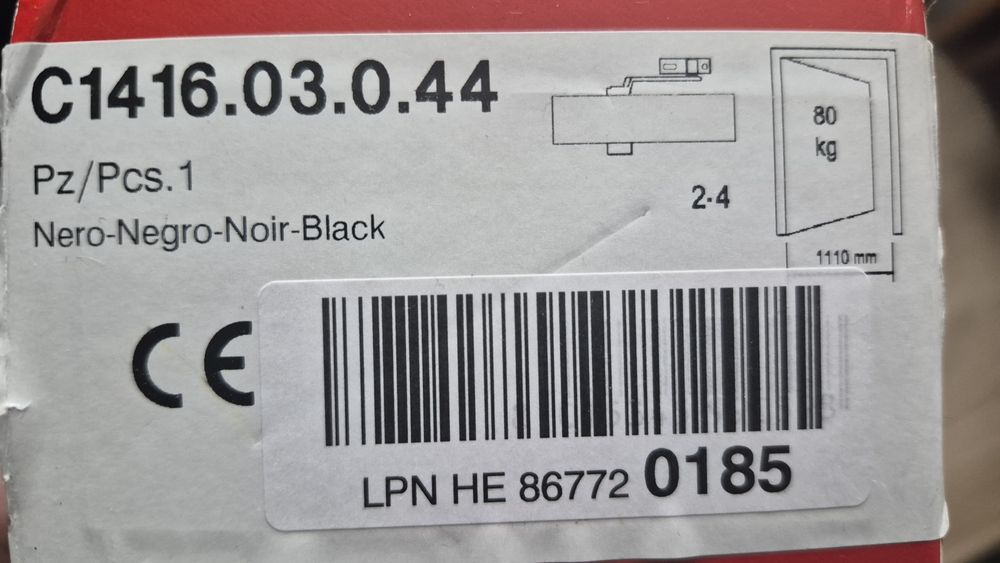 C1416.03.0.44
Pz/Pcs.1
Nero-Negro-Noir-Black
2-4
80
kg
1110 mm
CE
LPN HE 86772 0185